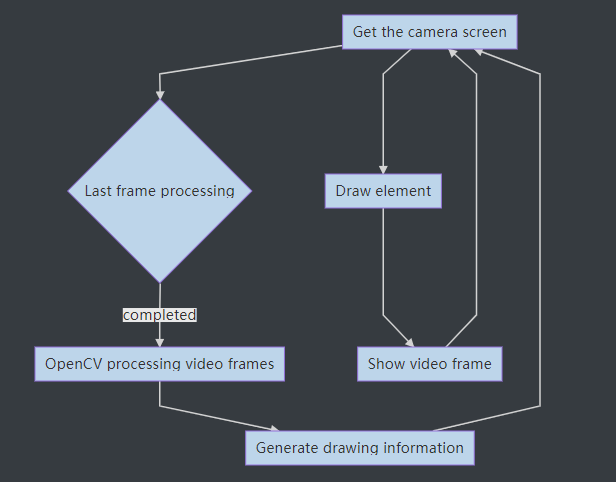 Get the camera screen
Last frame processing
Draw element
completed
OpenCV processing video frames
Show video frame
Generate drawing information